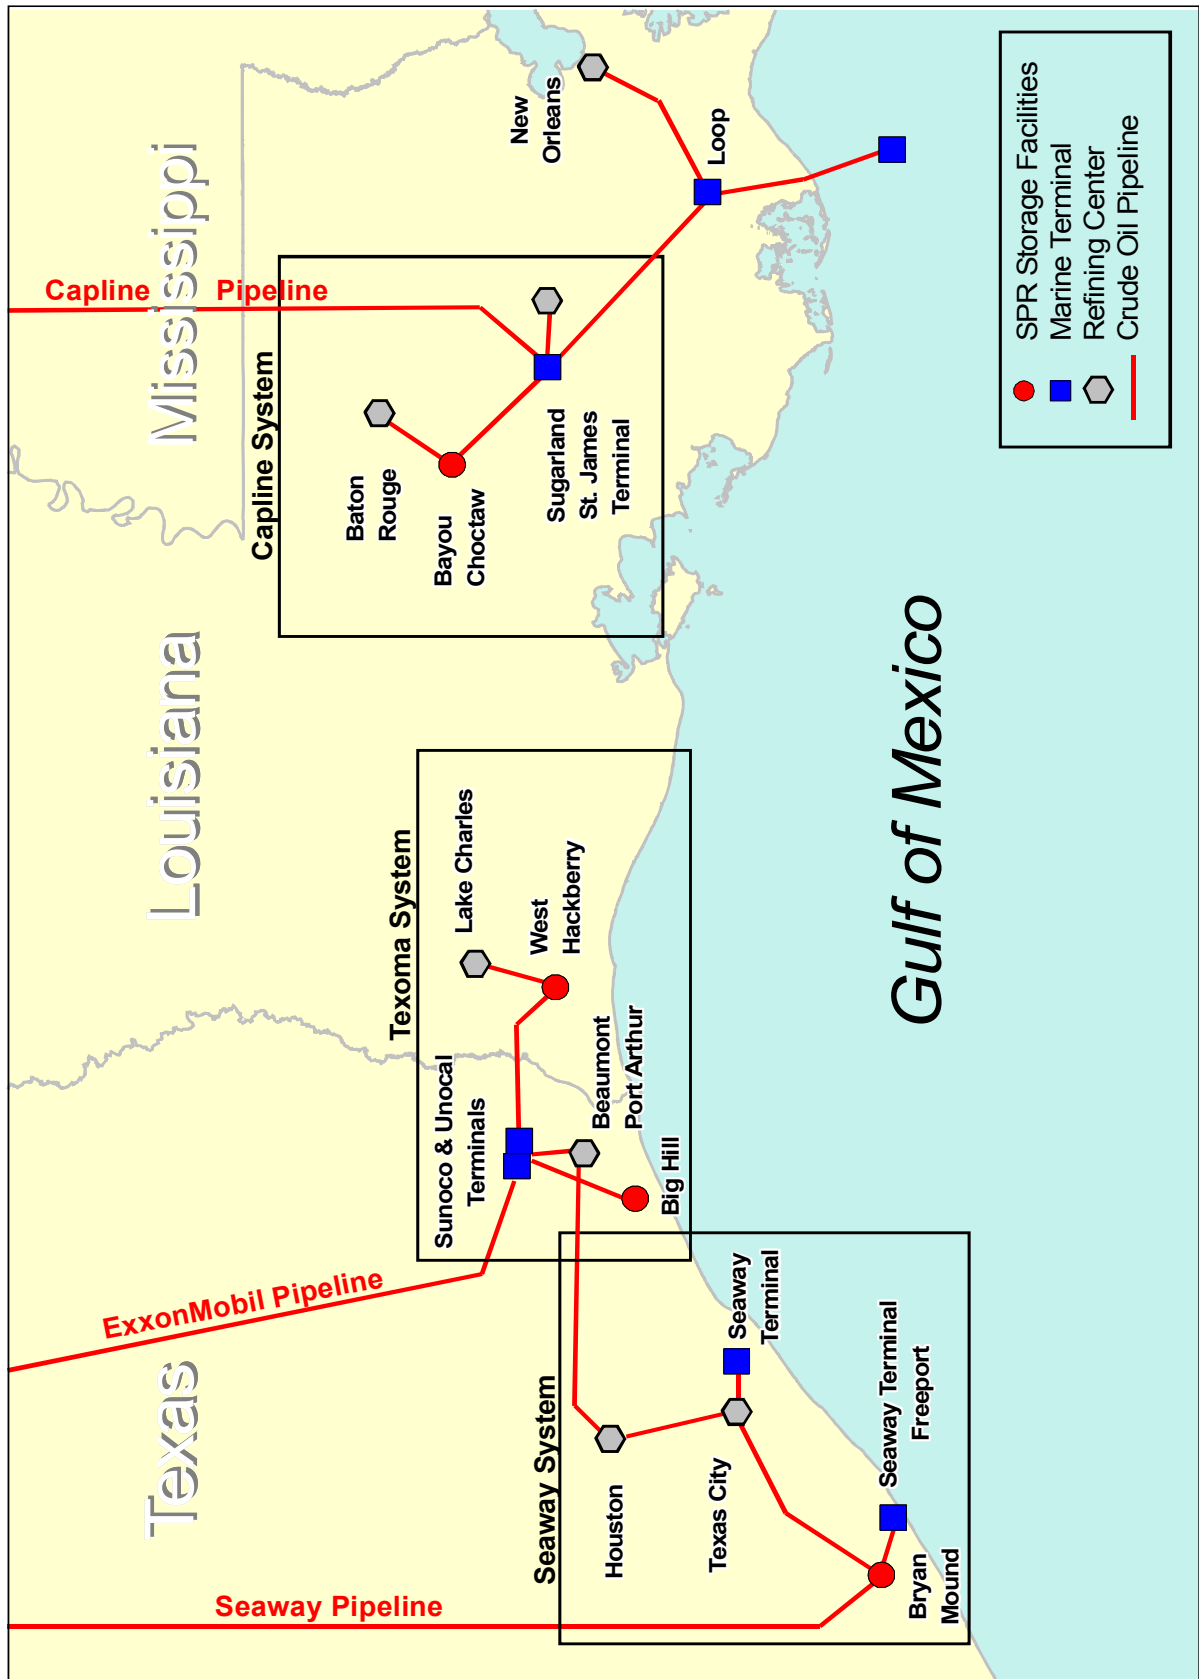 Texas
Louisiana
Mississippi
Seaway Pipeline
ExxonMobil Pipeline
Capline Pipeline
Seaway System
Houston
Texas City
Seaway
Terminal
Seaway Terminal
Freeport
Bryan
Mound
Texoma System
Sunoco & Unocal
Terminals
Lake Charles
West
Hackberry
Beaumont
Port Arthur
Big Hill
Capline System
Baton
Rouge
Bayou
Choctaw
Sugarland
St. James
Terminal
New
Orleans
Loop
Gulf of Mexico
SPR Storage Facilities
Marine Terminal
Refining Center
Crude Oil Pipeline